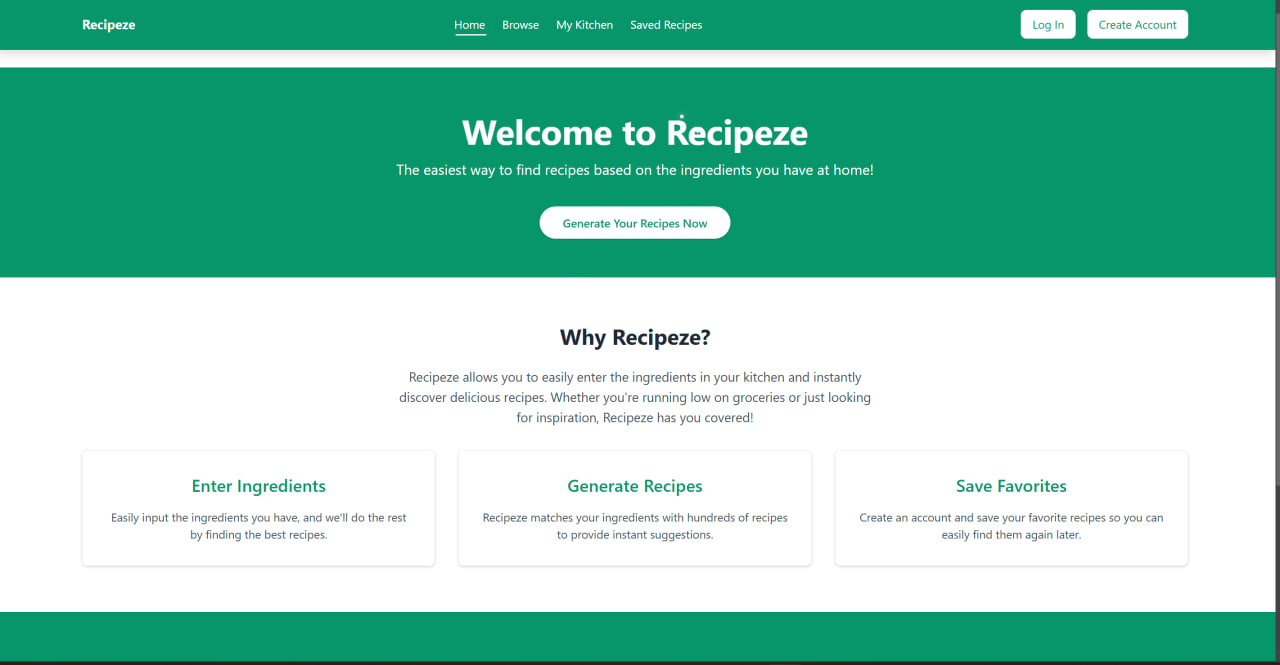 Recipeze
Home Browse My Kitchen Saved Recipes
Log In Create Account
Welcome to Recipeze
The easiest way to find recipes based on the ingredients you have at home!
Generate Your Recipes Now
Why Recipeze?
Recipeze allows you to easily enter the ingredients in your kitchen and instantly
discover delicious recipes. Whether you're running low on groceries or just looking
for inspiration, Recipeze has you covered!
Enter Ingredients
Easily input the ingredients you have, and we'll do the rest
by finding the best recipes.
Generate Recipes
Recipeze matches your ingredients with hundreds of recipes
to provide instant suggestions.
Save Favorites
Create an account and save your favorite recipes so you can
easily find them again later.